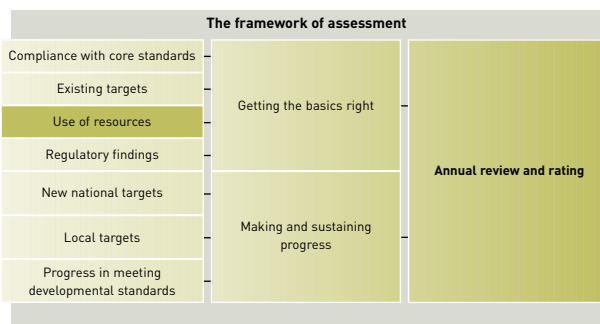 The framework of assessment
Compliance with core standards
Existing targets
Use of resources
Regulatory findings
New national targets
Local targets
Progress in meeting
developmental standards
Getting the basics right
Making and sustaining
progress
Annual review and rating